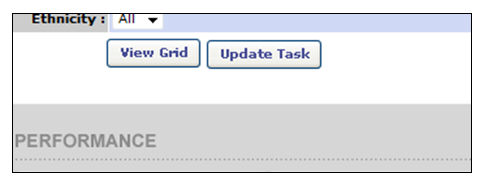 Ethnicity : All
View Grid Update Task
PERFORMANCE